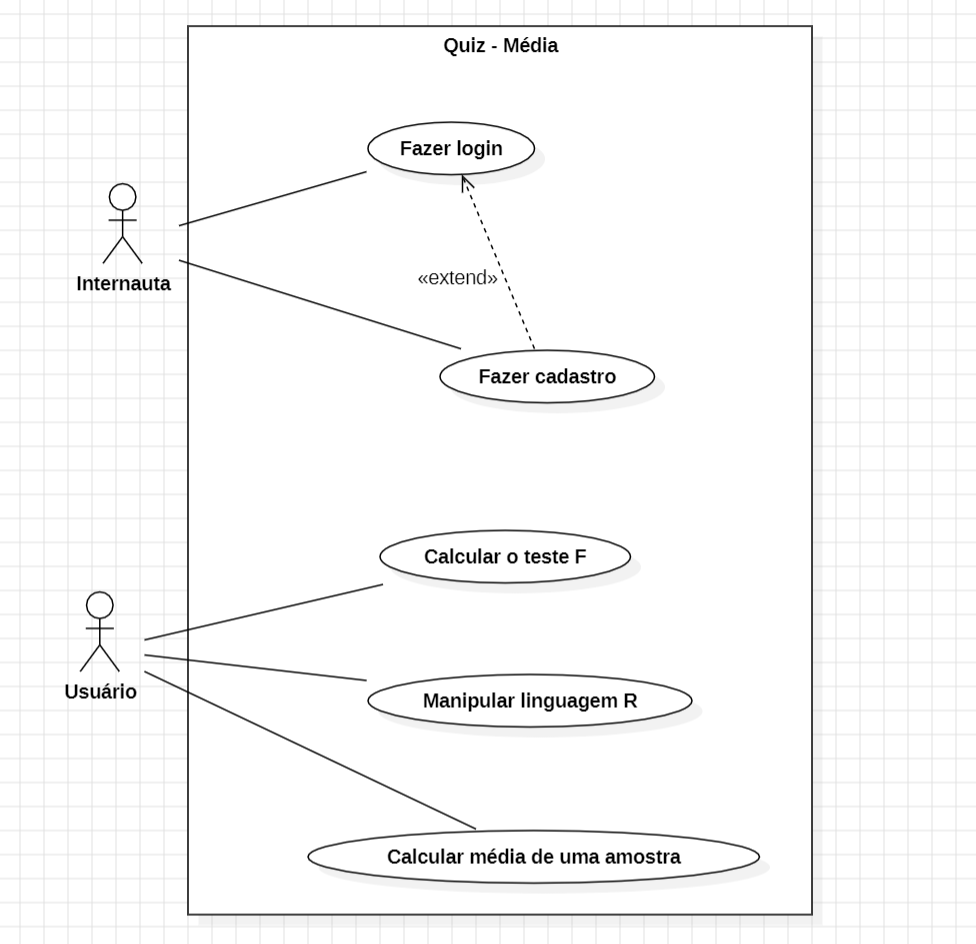 Quiz - Média
Fazer login
Internauta
«extend»
Fazer cadastro
Calcular o teste F
Usuário
Manipular linguagem R
Calcular média de uma amostra